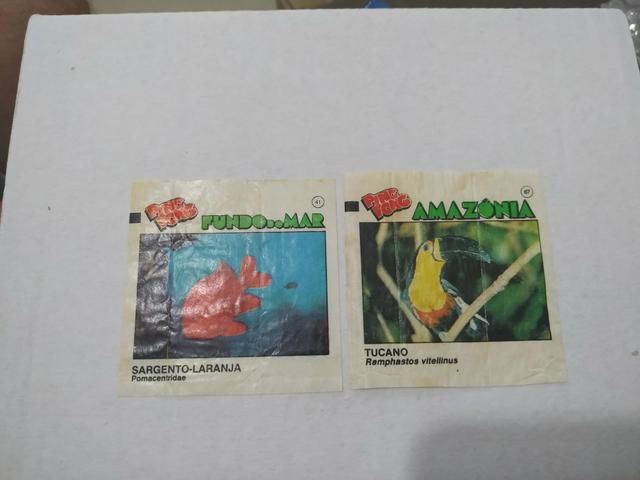 PING PONG
41
FUNDO DO MAR
SARGENTO-LARANJA
Pomacentridae
PING PONG
67
AMAZÔNIA
TUCANO
Ramphastos vitellinus